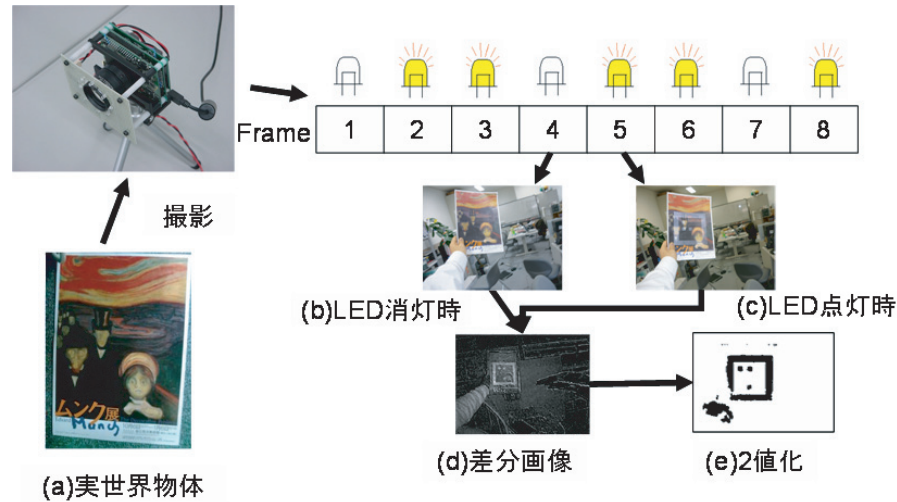 Frame
1 2 3 4 5 6 7 8
撮影
(b)LED消灯時
(c)LED点灯時
ムンク展
Munch
(d)差分画像
(e)2値化
(a)実世界物体